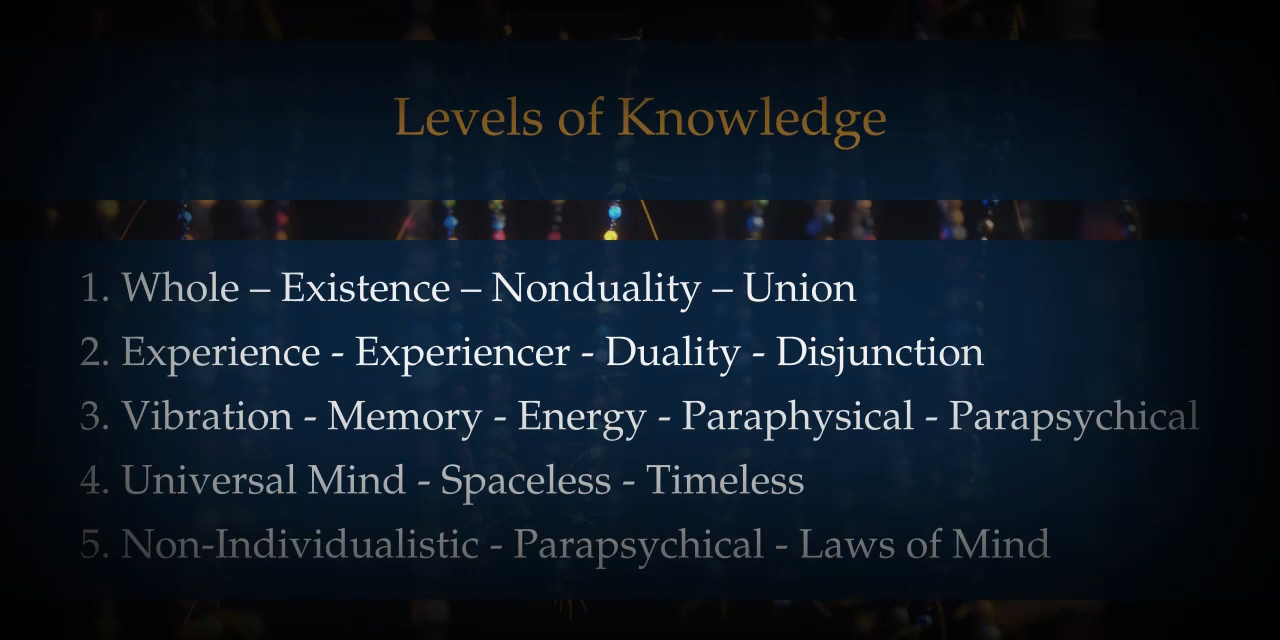 Levels of Knowledge
1. Whole – Existence – Nonduality – Union
2. Experience - Experiencer - Duality - Disjunction
3. Vibration - Memory - Energy - Paraphysical - Parapsychical
4. Universal Mind - Spaceless - Timeless
5. Non-Individualistic - Parapsychical - Laws of Mind